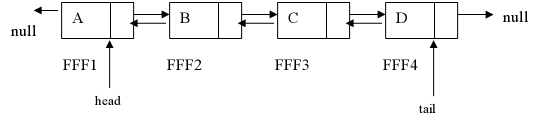 A B C D null
null
FFF1 FFF2 FFF3 FFF4
head
tail